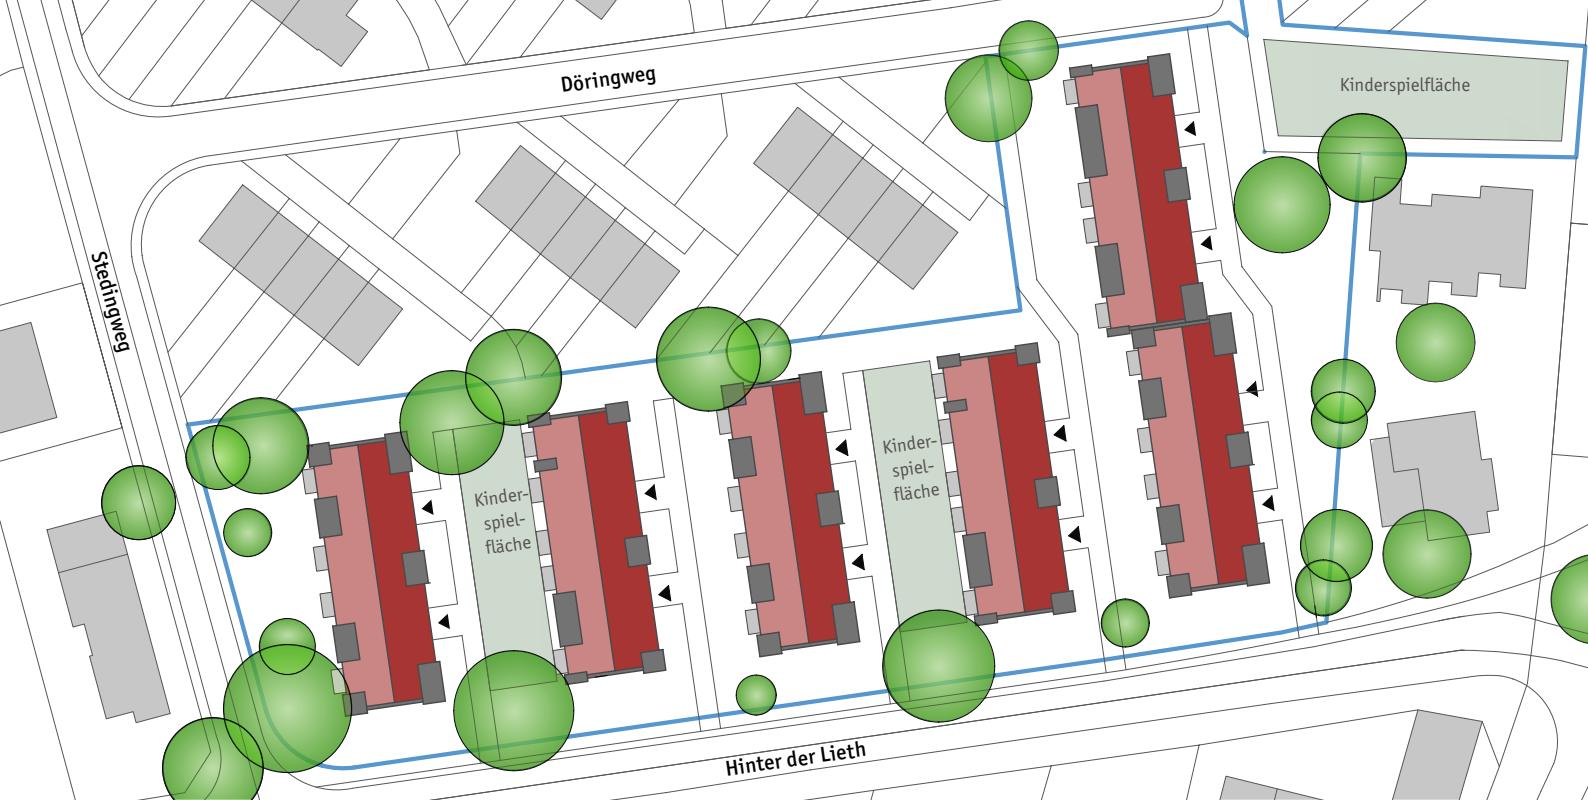 Döringweg
Kinderspielfläche
Stedingweg
Kinder-
spiel-
fläche
Kinder-
spiel-
fläche
Hinter der Lieth